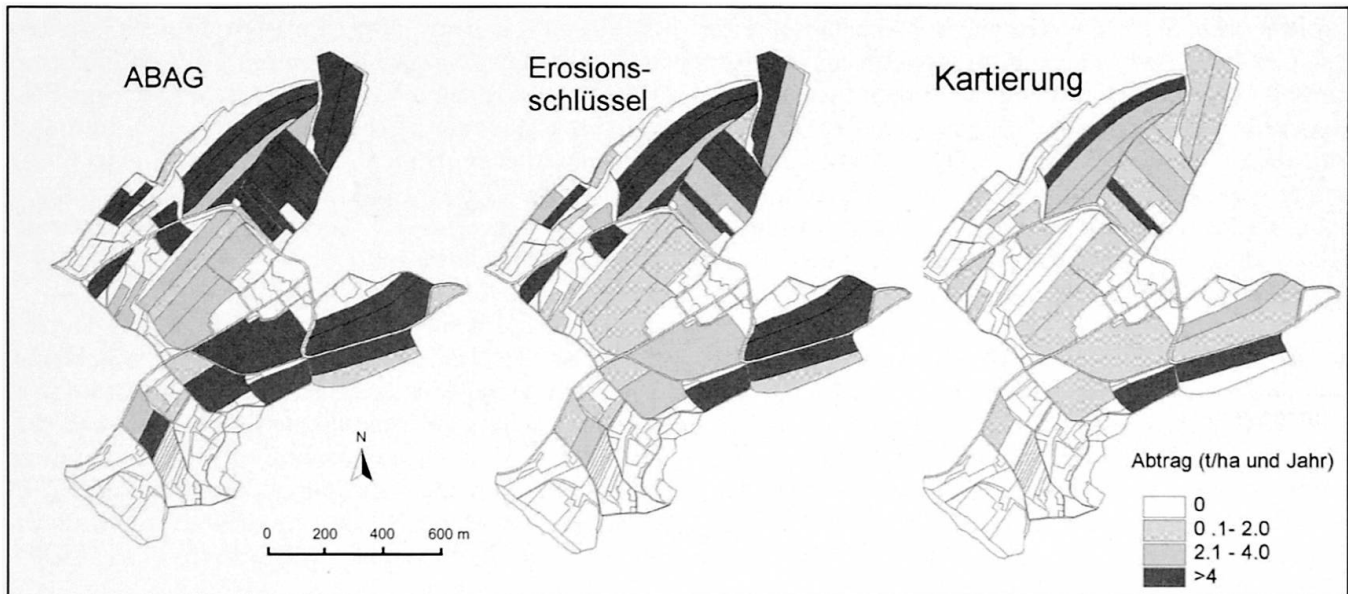 ABAG
Erosions-
schlüssel
Kartierung
N
0 200 400 600 m
Abtrag (t/ha und Jahr)
0
0 .1- 2.0
2.1 - 4.0
>4